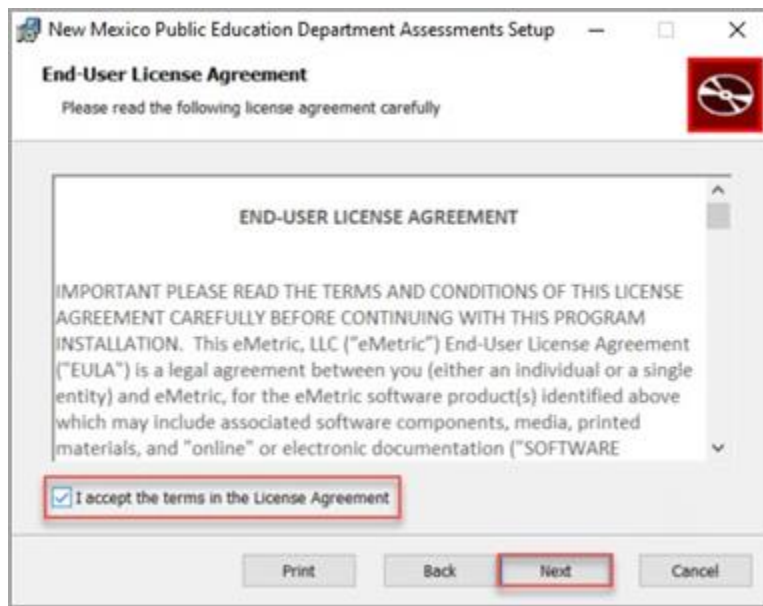 New Mexico Public Education Department Assessments Setup
End-User License Agreement
Please read the following license agreement carefully
END-USER LICENSE AGREEMENT
IMPORTANT PLEASE READ THE TERMS AND CONDITIONS OF THIS LICENSE
AGREEMENT CAREFULLY BEFORE CONTINUING WITH THIS PROGRAM
INSTALLATION. This eMetric, LLC ("eMetric") End-User License Agreement
("EULA") is a legal agreement between you (either an individual or a single
entity) and eMetric, for the eMetric software product(s) identified above
which may include associated software components, media, printed
materials, and "online" or electronic documentation ("SOFTWARE
I accept the terms in the License Agreement
Print Back Next Cancel